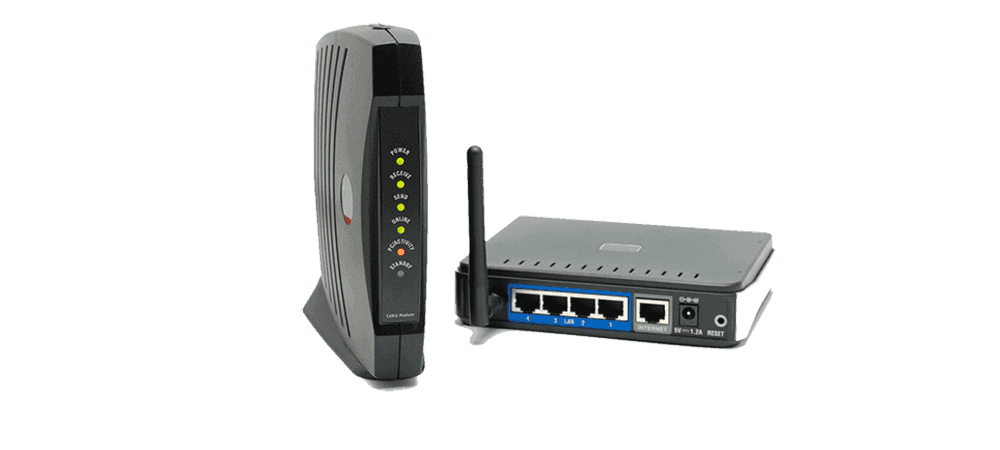 POWER
RECEIVE
SEND
ONLINE
PC/ACTIVITY
STANDBY
Cable Modem
4 3 LAN 2 1
INTERNET
5V⎓1.2A
RESET